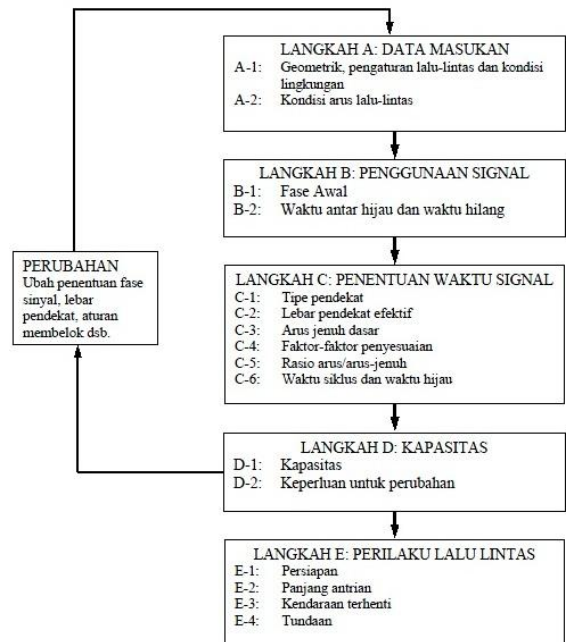 LANGKAH A: DATA MASUKAN
A-1: Geometrik, pengaturan lalu-lintas dan kondisi
lingkungan
A-2: Kondisi arus lalu-lintas
LANGKAH B: PENGGUNAAN SIGNAL
B-1: Fase Awal
B-2: Waktu antar hijau dan waktu hilang
PERUBAHAN
Ubah penentuan fase
sinyal, lebar
pendekat, aturan
membelok dsb.
LANGKAH C: PENENTUAN WAKTU SIGNAL
C-1: Tipe pendekat
C-2: Lebar pendekat efektif
C-3: Arus jenuh dasar
C-4: Faktor-faktor penyesuaian
C-5: Rasio arus/arus-jenuh
C-6: Waktu siklus dan waktu hijau
LANGKAH D: KAPASITAS
D-1: Kapasitas
D-2: Keperluan untuk perubahan
LANGKAH E: PERILAKU LALU LINTAS
E-1: Persiapan
E-2: Panjang antrian
E-3: Kendaraan terhenti
E-4: Tundaan